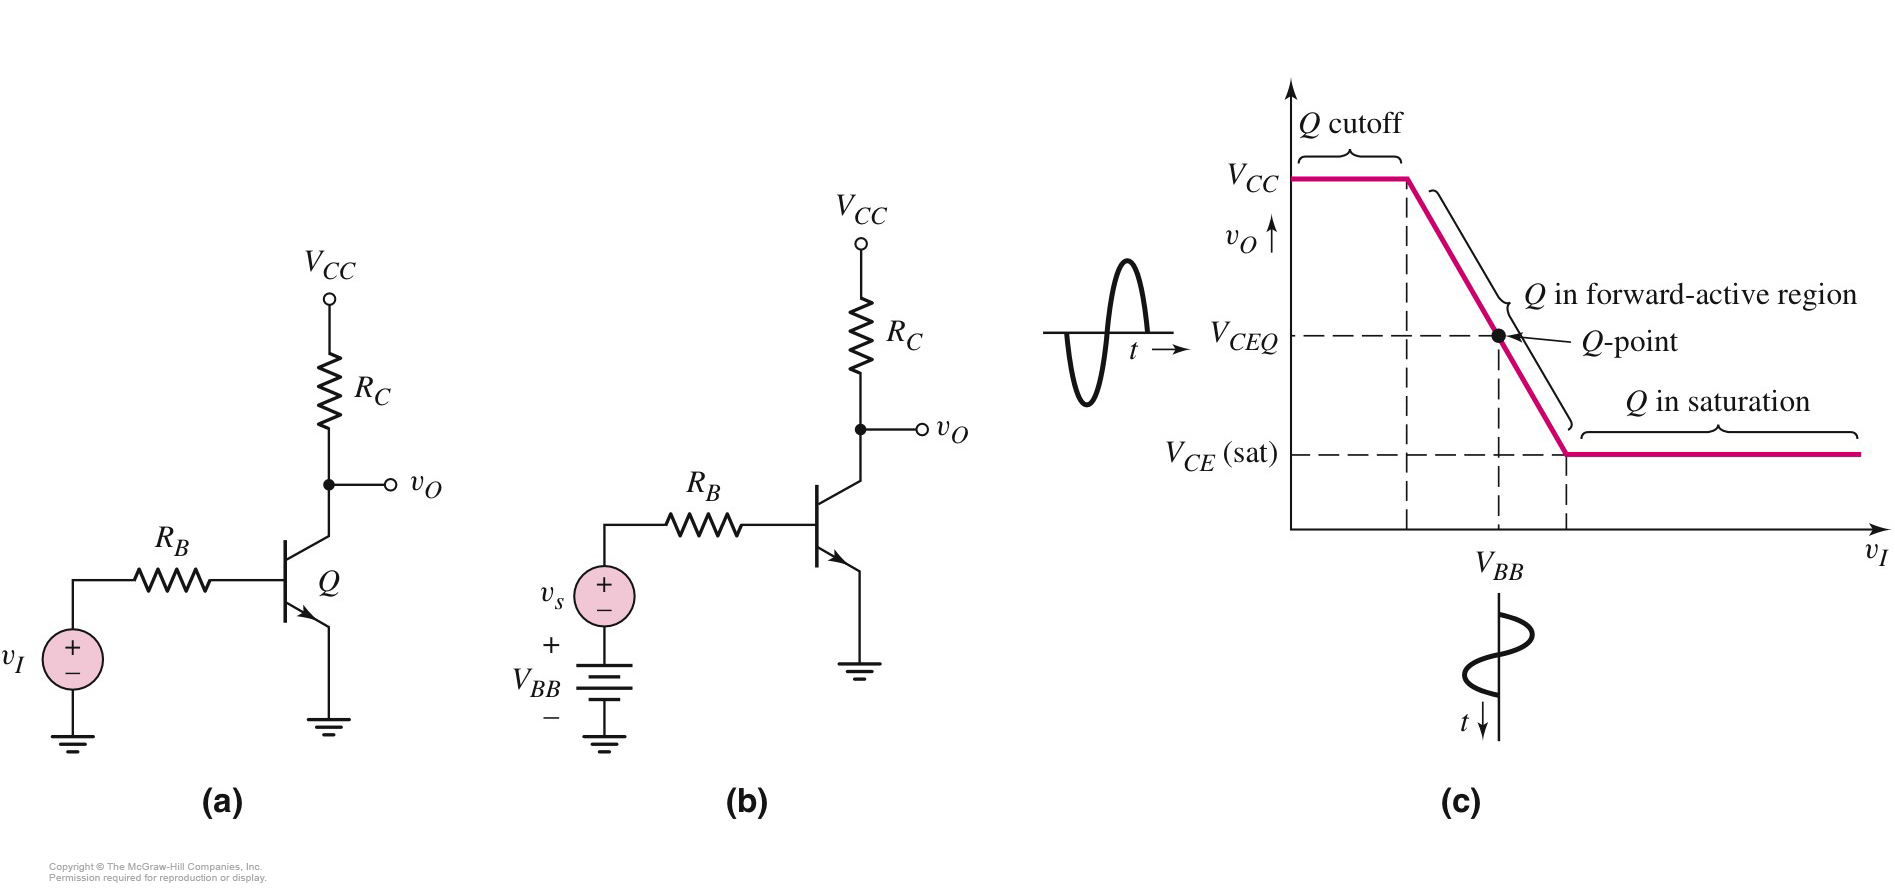 V_CC
R_C
v_O
R_B
Q
+
−
v_I
(a)
V_CC
R_C
v_O
R_B
v_s
+
−
+
V_BB
−
(b)
t
Q cutoff
V_CC
v_O
Q in forward-active region
V_CEQ
Q-point
Q in saturation
V_CE (sat)
v_I
V_BB
t
(c)
Copyright © The McGraw-Hill Companies, Inc.
Permission required for reproduction or display.